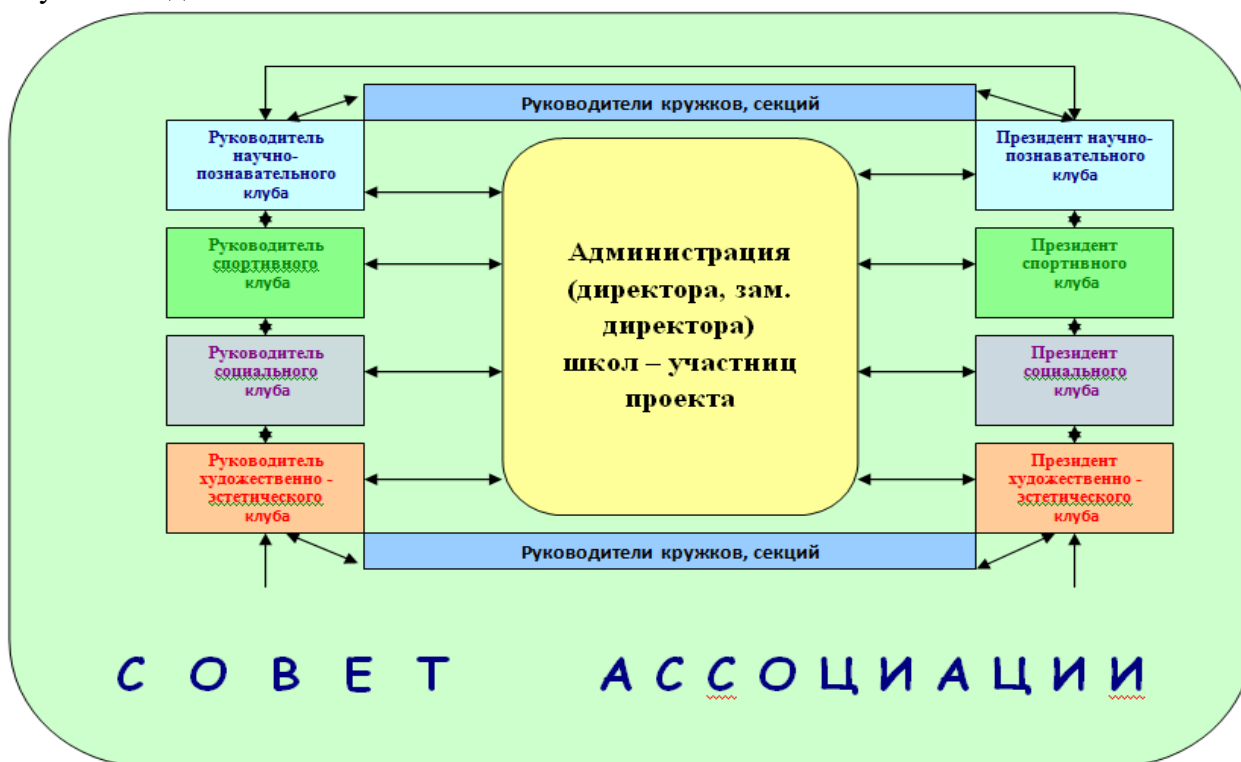 Руководители кружков, секций
Руководитель
научно-
познавательного
клуба
Президент научно-
познавательного
клуба
Руководитель
спортивного
клуба
Президент
спортивного
клуба
Администрация
(директора, зам.
директора)
школ – участниц
проекта
Руководитель
социального
клуба
Президент
социального
клуба
Руководитель
художественно -
эстетического
клуба
Президент
художественно -
эстетического
клуба
Руководители кружков, секций
С О В Е Т А С С О Ц И А Ц И И